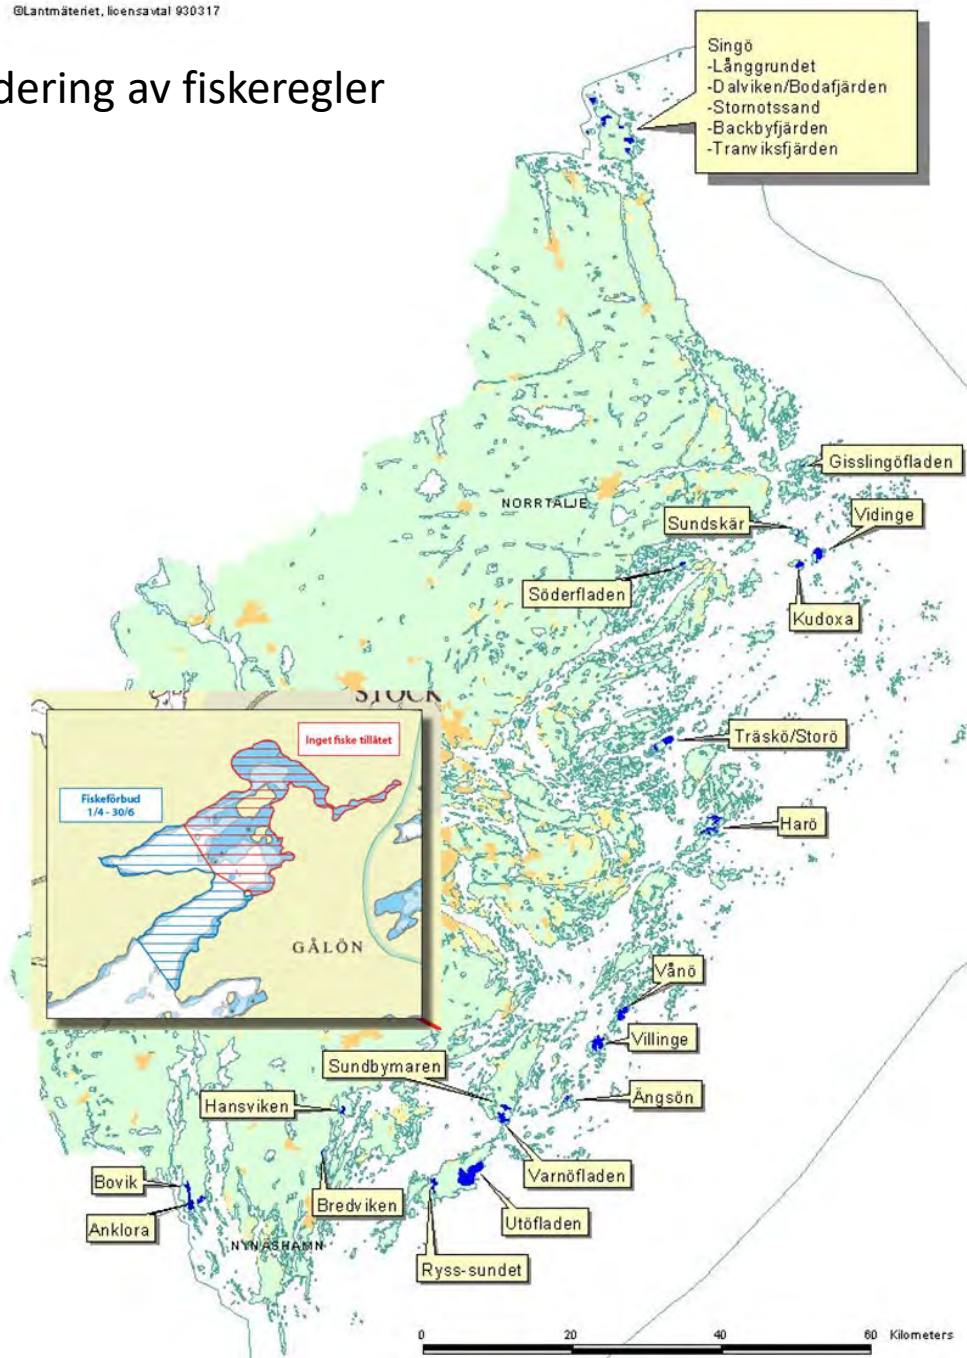 ©Lantmäteriet, licensavtal 930317
dering av fiskeregler
Singö
-Långgrundet
-Dalviken/Bodafjärden
-Stornotssand
-Backbyfjärden
-Tranviksfjärden
Gisslingöfladen
NORRTÄLJE
Sundskär
Vidinge
Söderfladen
Kudoxa
STOCK
Inget fiske tillåtet
Träskö/Storö
Fiskeförbud
1/4 - 30/6
Harö
GÅLÖN
Vånö
Villinge
Sundbymaren
Hansviken
Ängsön
Bovik
Varnöfladen
Bredviken
Anklora
Utöfladen
NYNÄSHAMN
Ryss-sundet
0 20 40 60 Kilometers